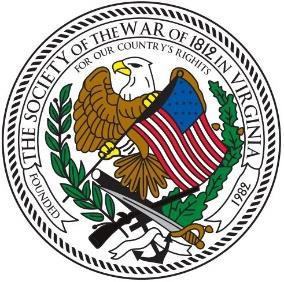 THE SOCIETY OF THE WAR OF 1812 IN VIRGINIA
FOR OUR COUNTRY'S RIGHTS
FOUNDED
1982